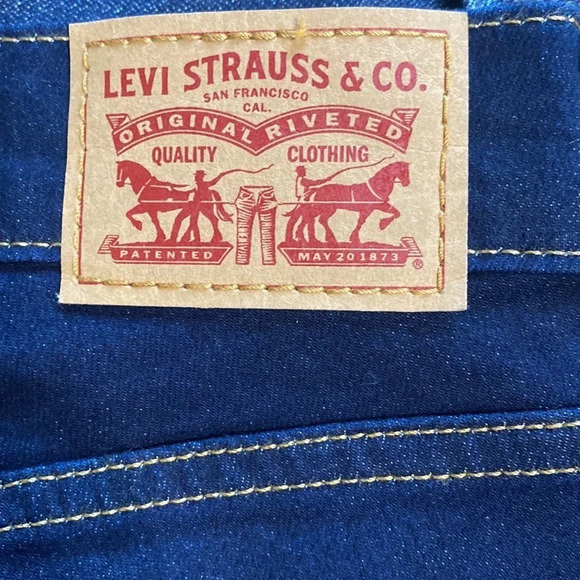 LEVI STRAUSS & CO.
SAN FRANCISCO
CAL.
ORIGINAL RIVETED
QUALITY CLOTHING
PATENTED MAY 20 1873 ®